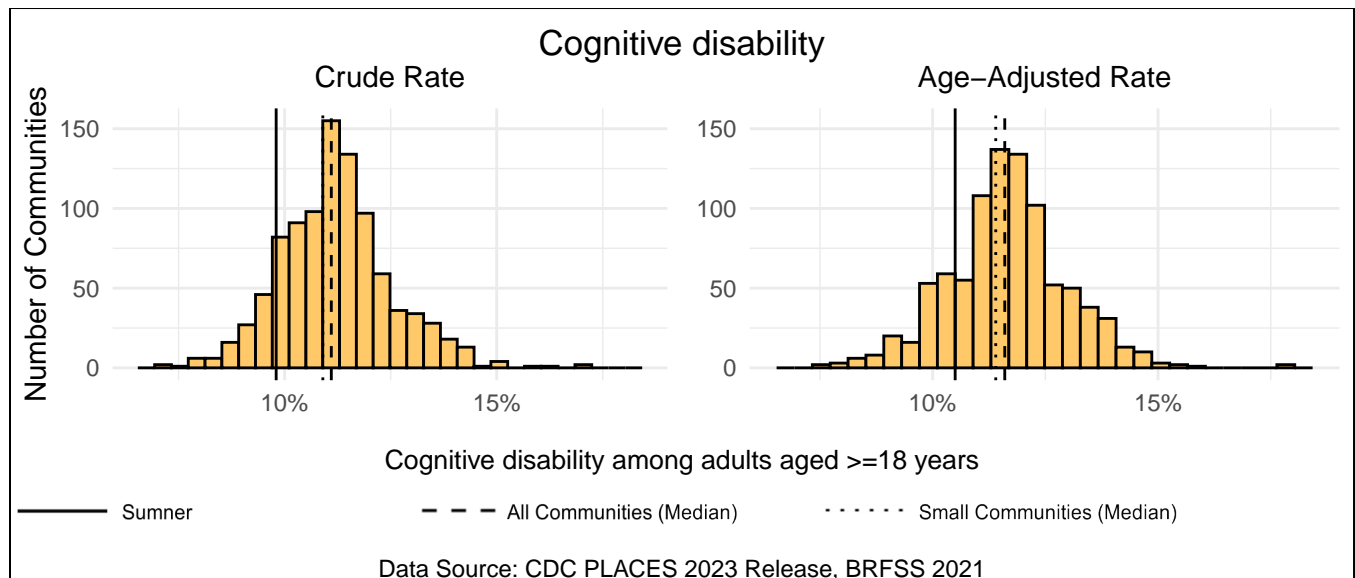 Cognitive disability
Crude Rate
Age−Adjusted Rate
Number of Communities
150
100
50
0
10%
15%
150
100
50
0
10%
15%
Cognitive disability among adults aged >=18 years
Sumner
All Communities (Median)
Small Communities (Median)
Data Source: CDC PLACES 2023 Release, BRFSS 2021